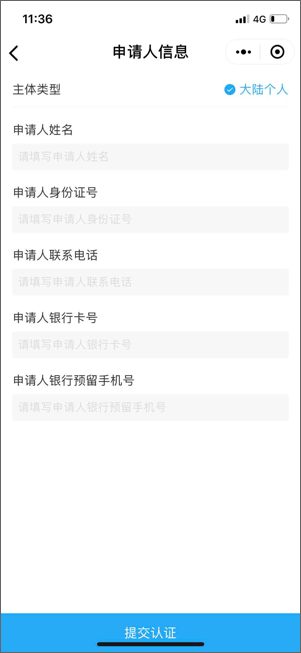 11:36
4G
申请人信息
主体类型
大陆个人
申请人姓名
请填写申请人姓名
申请人身份证号
请填写申请人身份证号
申请人联系电话
请填写申请人联系电话
申请人银行卡号
请填写申请人银行卡号
申请人银行预留手机号
请填写申请人银行预留手机号
提交认证